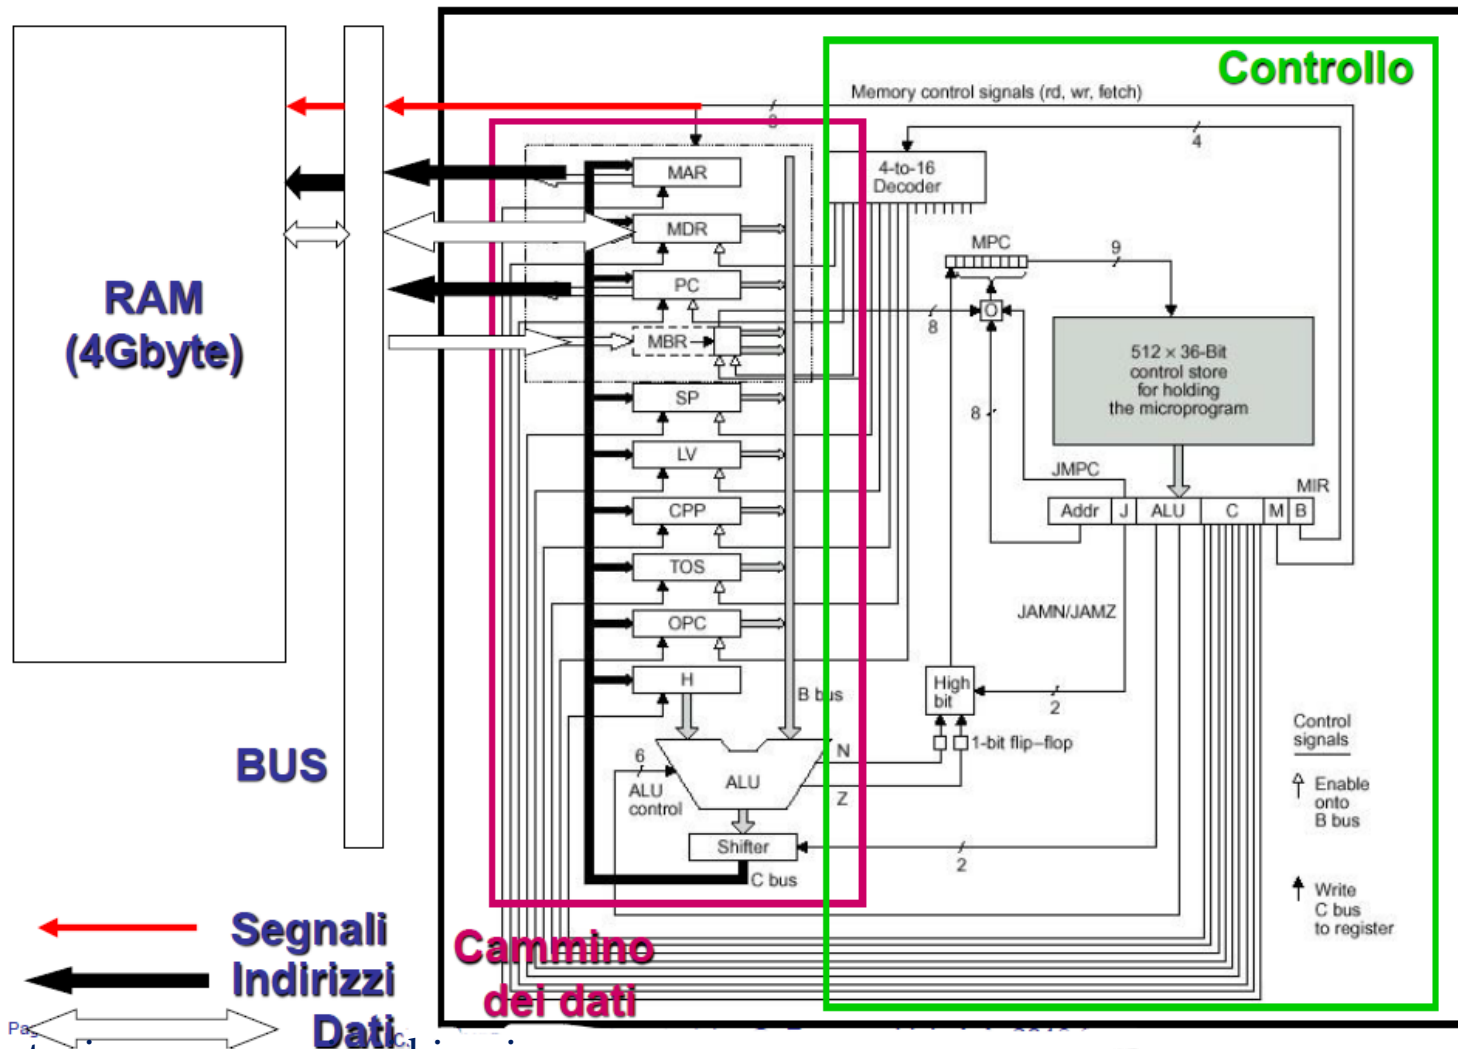 Controllo
Memory control signals (rd, wr, fetch)
3
4
4-to-16
Decoder
MAR
MDR
PC
MBR
SP
LV
CPP
TOS
OPC
H
MPC
9
8
O
512 × 36-Bit
control store
for holding
the microprogram
8
JMPC
MIR
Addr
J
ALU
C
M
B
JAMN/JAMZ
High
bit
2
1-bit flip–flop
B bus
N
Z
6
ALU
control
ALU
Shifter
2
C bus
Control
signals
Enable
onto
B bus
Write
C bus
to register
RAM
(4Gbyte)
BUS
Segnali
Indirizzi
Dati
Cammino
dei dati